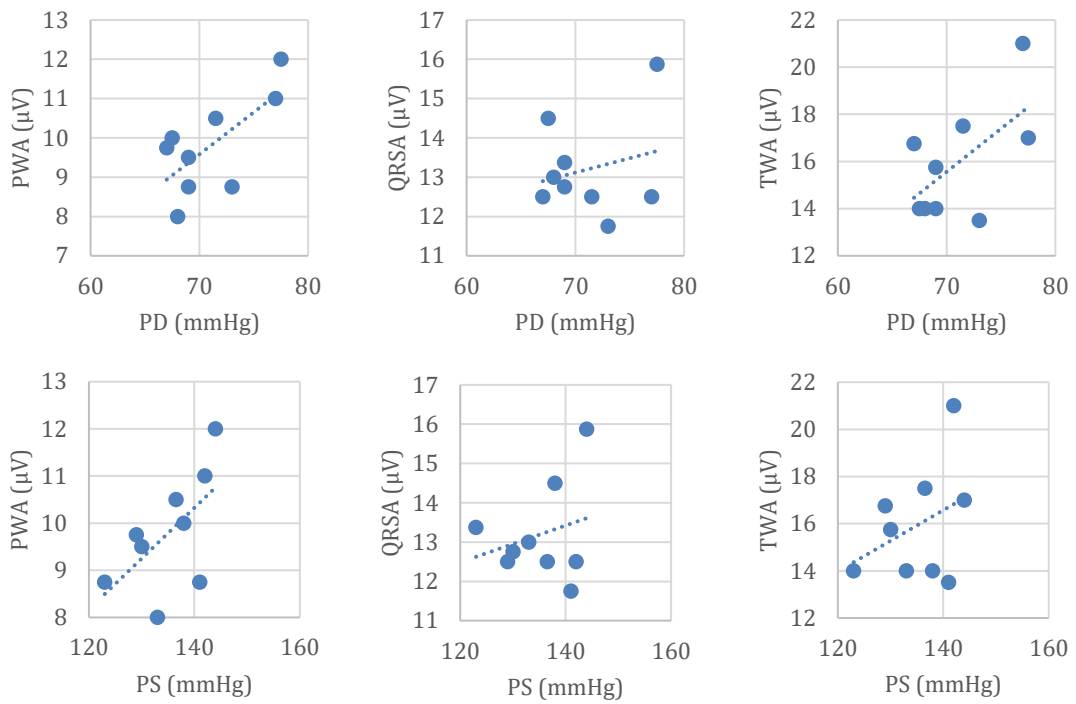 PWA (μV)
13
12
11
10
9
8
7
60 70 80
PD (mmHg)
QRSA (μV)
17
16
15
14
13
12
11
60 70 80
PD (mmHg)
TWA (μV)
22
20
18
16
14
12
60 70 80
PD (mmHg)
PWA (μV)
13
12
11
10
9
8
120 140 160
PS (mmHg)
QRSA (μV)
17
16
15
14
13
12
11
120 140 160
PS (mmHg)
TWA (μV)
22
20
18
16
14
12
120 140 160
PS (mmHg)